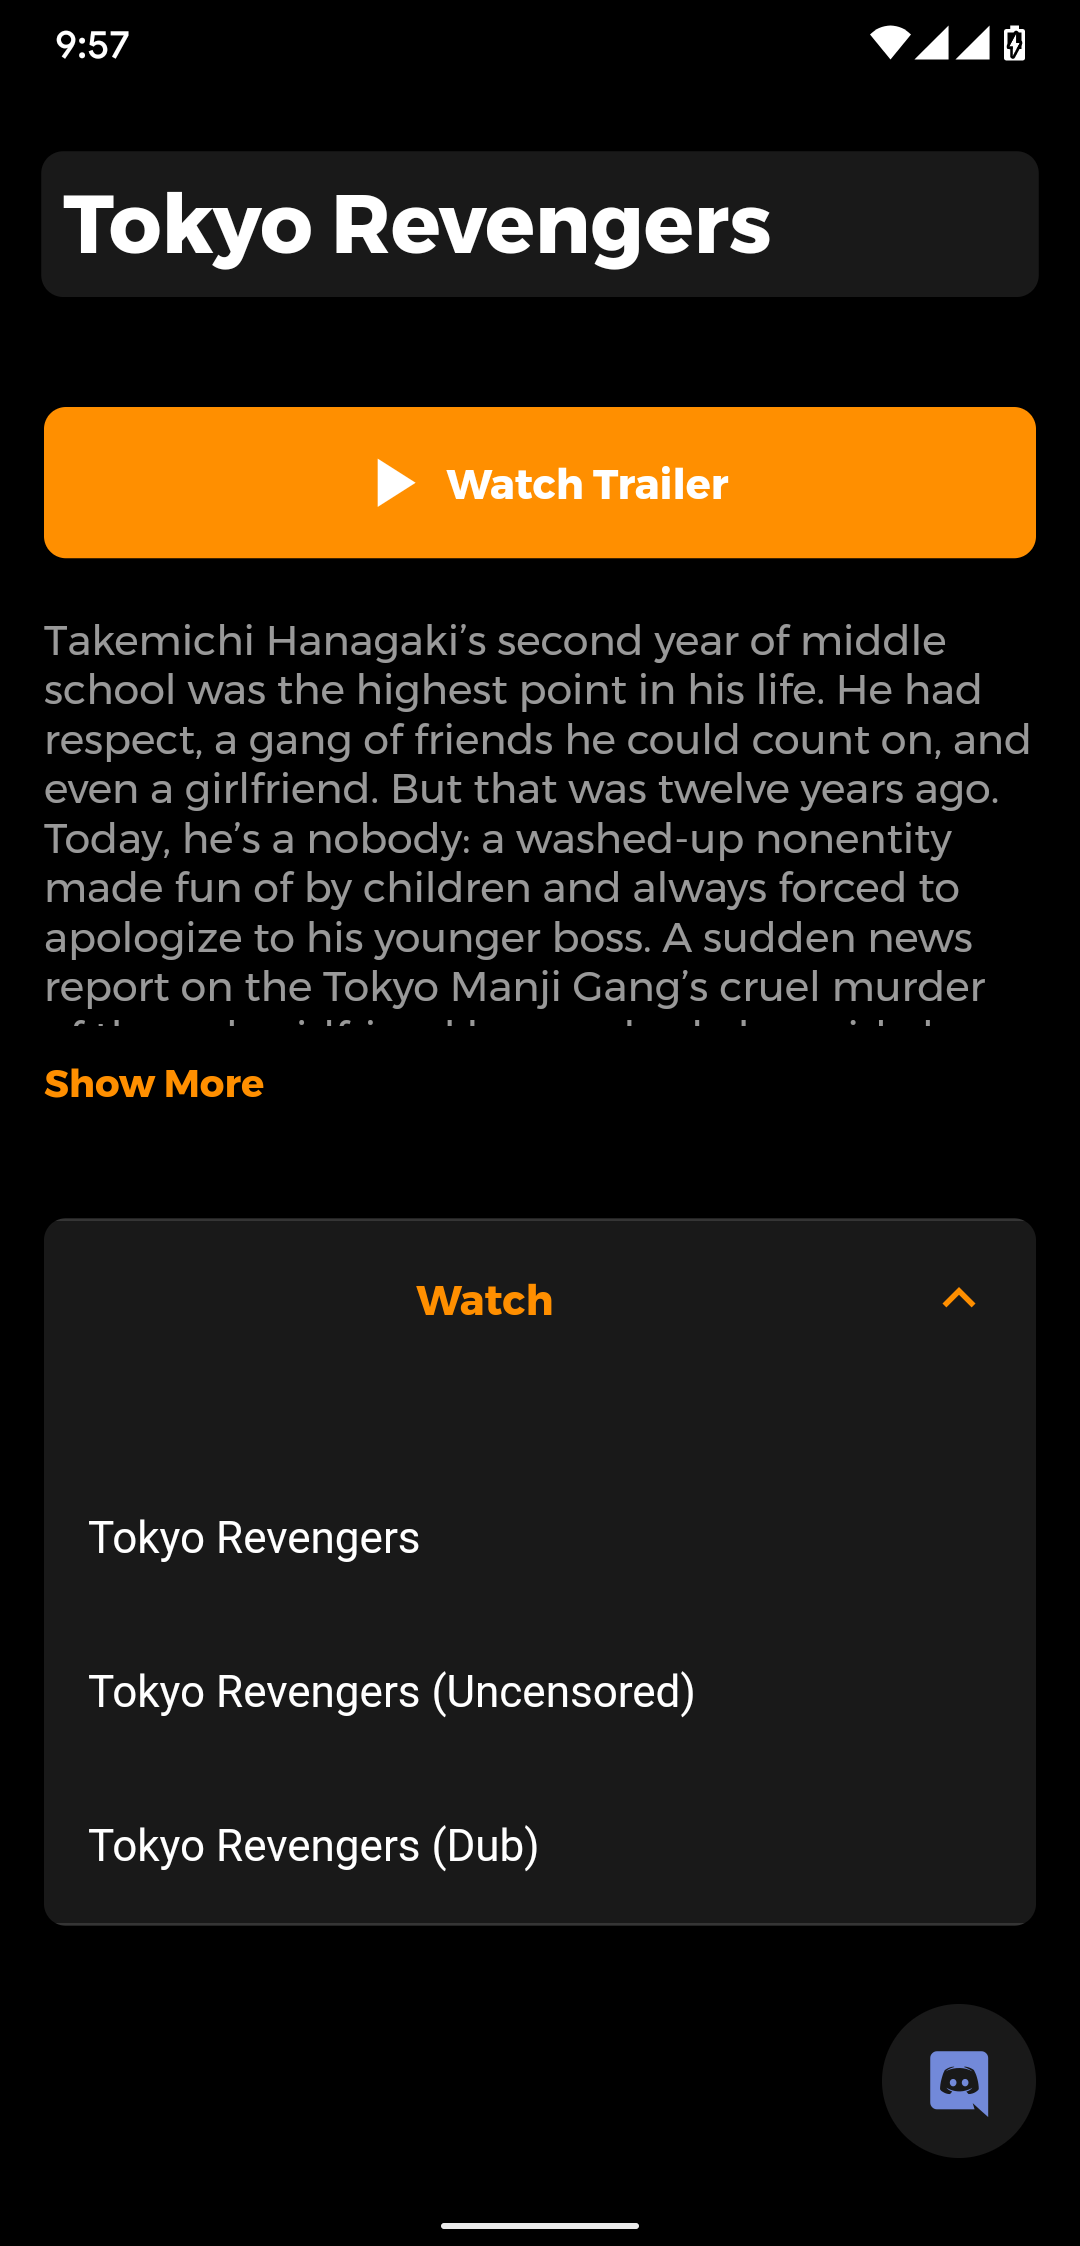 9:57
Tokyo Revengers
Watch Trailer
Takemichi Hanagaki’s second year of middle
school was the highest point in his life. He had
respect, a gang of friends he could count on, and
even a girlfriend. But that was twelve years ago.
Today, he’s a nobody: a washed-up nonentity
made fun of by children and always forced to
apologize to his younger boss. A sudden news
report on the Tokyo Manji Gang’s cruel murder
Show More
Watch
Tokyo Revengers
Tokyo Revengers (Uncensored)
Tokyo Revengers (Dub)